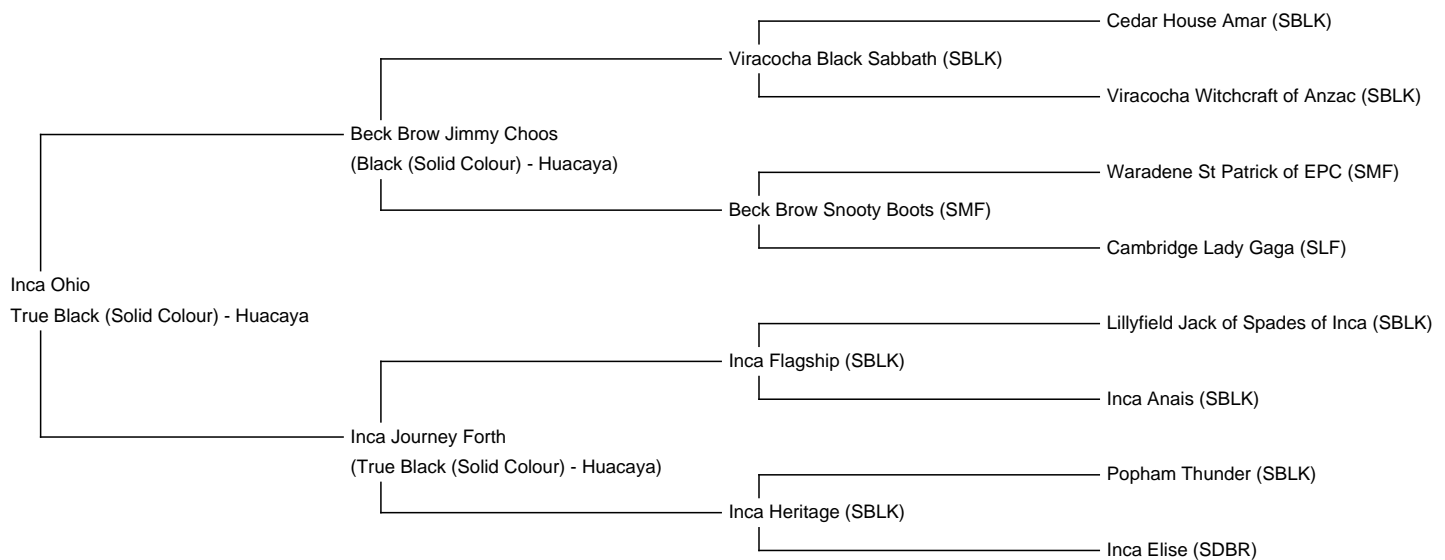 Cedar House Amar (SBLK)
Viracocha Black Sabbath (SBLK)
Viracocha Witchcraft of Anzac (SBLK)
Beck Brow Jimmy Choos
(Black (Solid Colour) - Huacaya)
Waradene St Patrick of EPC (SMF)
Beck Brow Snooty Boots (SMF)
Cambridge Lady Gaga (SLF)
Inca Ohio
True Black (Solid Colour) - Huacaya
Lillyfield Jack of Spades of Inca (SBLK)
Inca Flagship (SBLK)
Inca Anais (SBLK)
Inca Journey Forth
(True Black (Solid Colour) - Huacaya)
Popham Thunder (SBLK)
Inca Heritage (SBLK)
Inca Elise (SDBR)